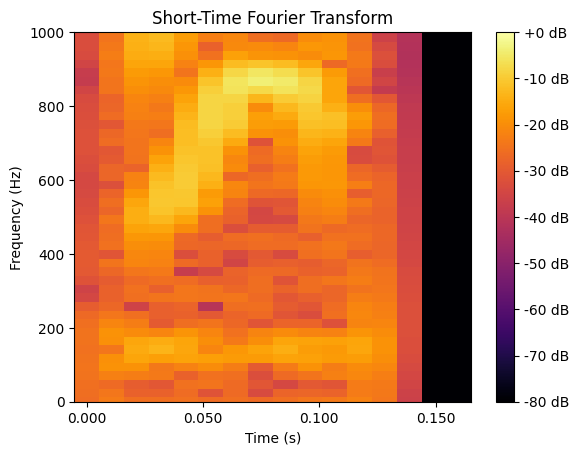 Short-Time Fourier Transform
1000
800
600
400
200
0
Frequency (Hz)
0.000
0.050
0.100
0.150
Time (s)
+0 dB
-10 dB
-20 dB
-30 dB
-40 dB
-50 dB
-60 dB
-70 dB
-80 dB